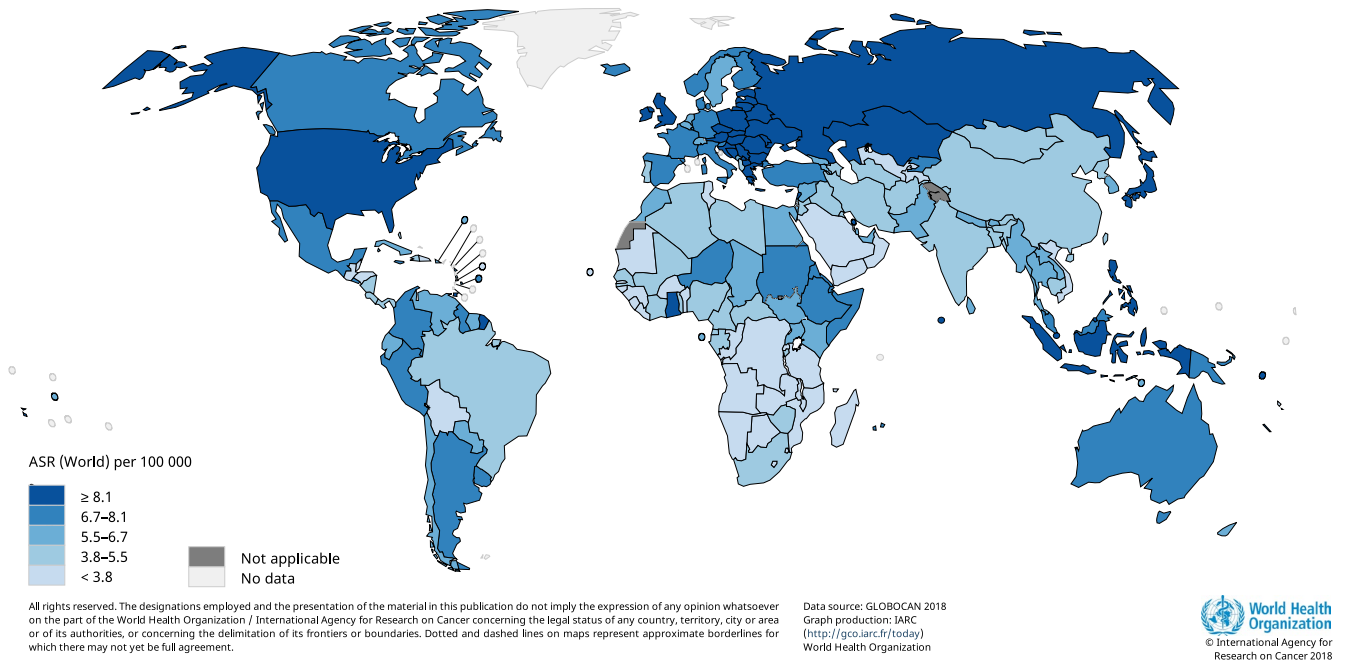 ASR (World) per 100 000
≥ 8.1
6.7–8.1
5.5–6.7
3.8–5.5
< 3.8
Not applicable
No data
All rights reserved. The designations employed and the presentation of the material in this publication do not imply the expression of any opinion whatsoever
on the part of the World Health Organization / International Agency for Research on Cancer concerning the legal status of any country, territory, city or area
or of its authorities, or concerning the delimitation of its frontiers or boundaries. Dotted and dashed lines on maps represent approximate borderlines for
which there may not yet be full agreement.
Data source: GLOBOCAN 2018
Graph production: IARC
(http://gco.iarc.fr/today)
World Health Organization
World Health
Organization
© International Agency for
Research on Cancer 2018